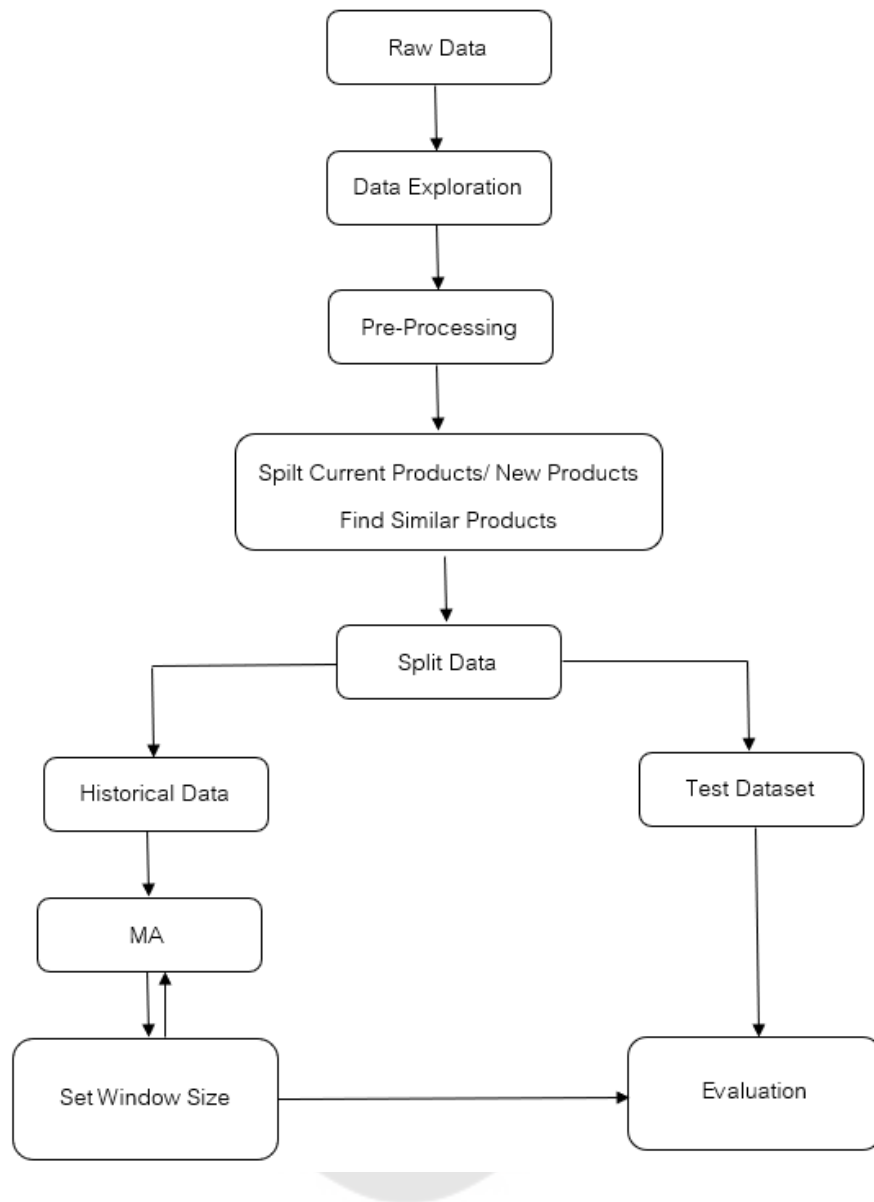 Raw Data
Data Exploration
Pre-Processing
Spilt Current Products/ New Products
Find Similar Products
Split Data
Historical Data
Test Dataset
MA
Set Window Size
Evaluation